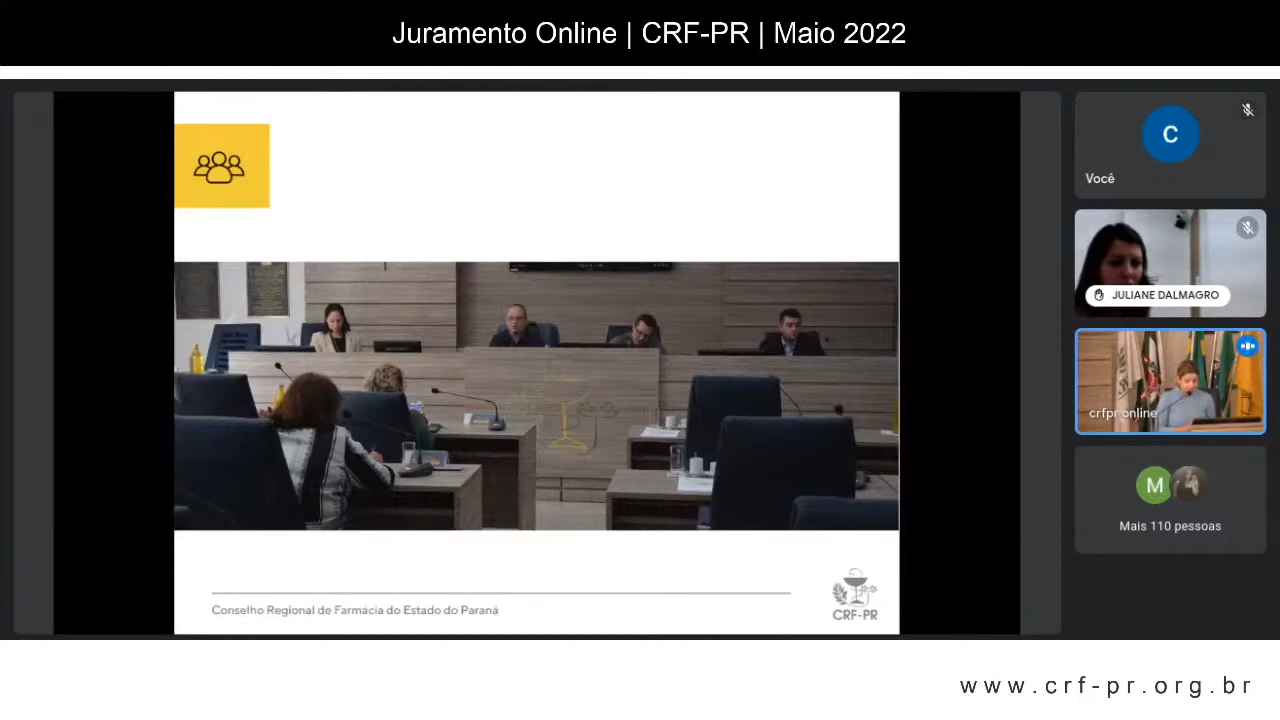 Juramento Online | CRF-PR | Maio 2022
C
Você
JULIANE DALMAGRO
crfpr online
M
Mais 110 pessoas
Conselho Regional de Farmácia do Estado do Paraná
CRF-PR
www.crf-pr.org.br